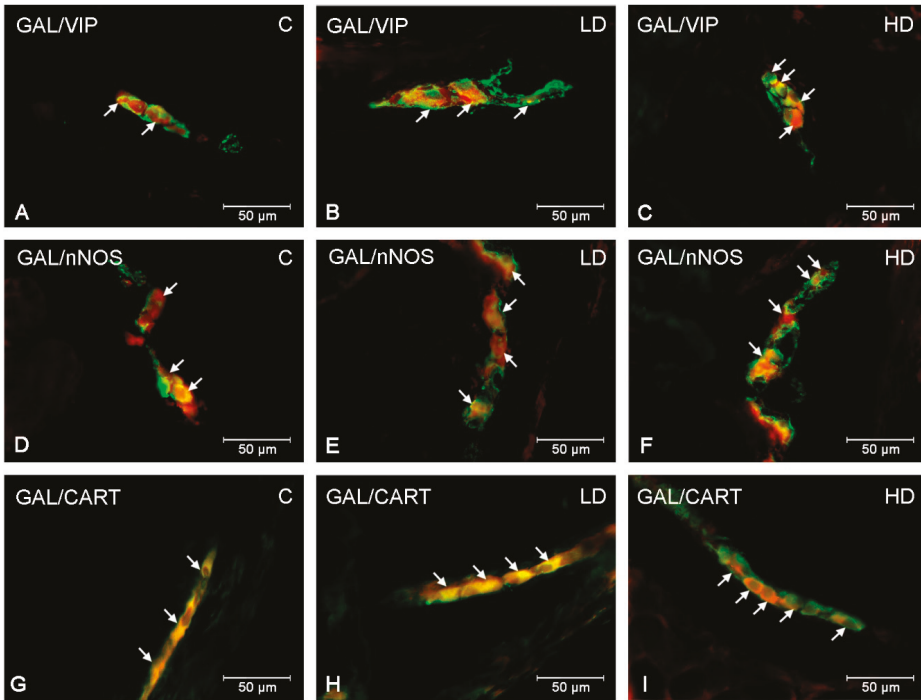 GAL/VIP C
50 µm
A
GAL/VIP LD
50 µm
B
GAL/VIP HD
50 µm
C
GAL/nNOS C
50 µm
D
GAL/nNOS LD
50 µm
E
GAL/nNOS HD
50 µm
F
GAL/CART C
50 µm
G
GAL/CART LD
50 µm
H
GAL/CART HD
50 µm
I